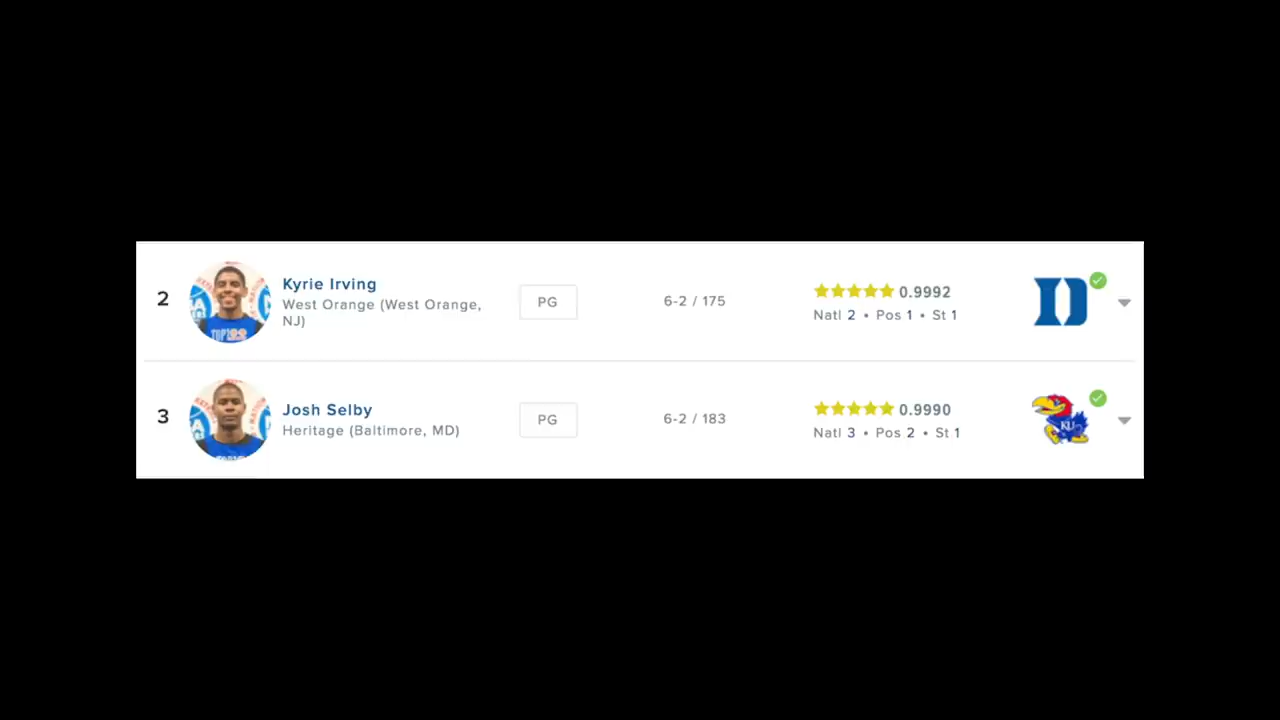 2
Kyrie Irving
West Orange (West Orange,
NJ)
PG
6-2 / 175
0.9992
Natl 2 • Pos 1 • St 1
3
Josh Selby
Heritage (Baltimore, MD)
PG
6-2 / 183
0.9990
Natl 3 • Pos 2 • St 1
KU